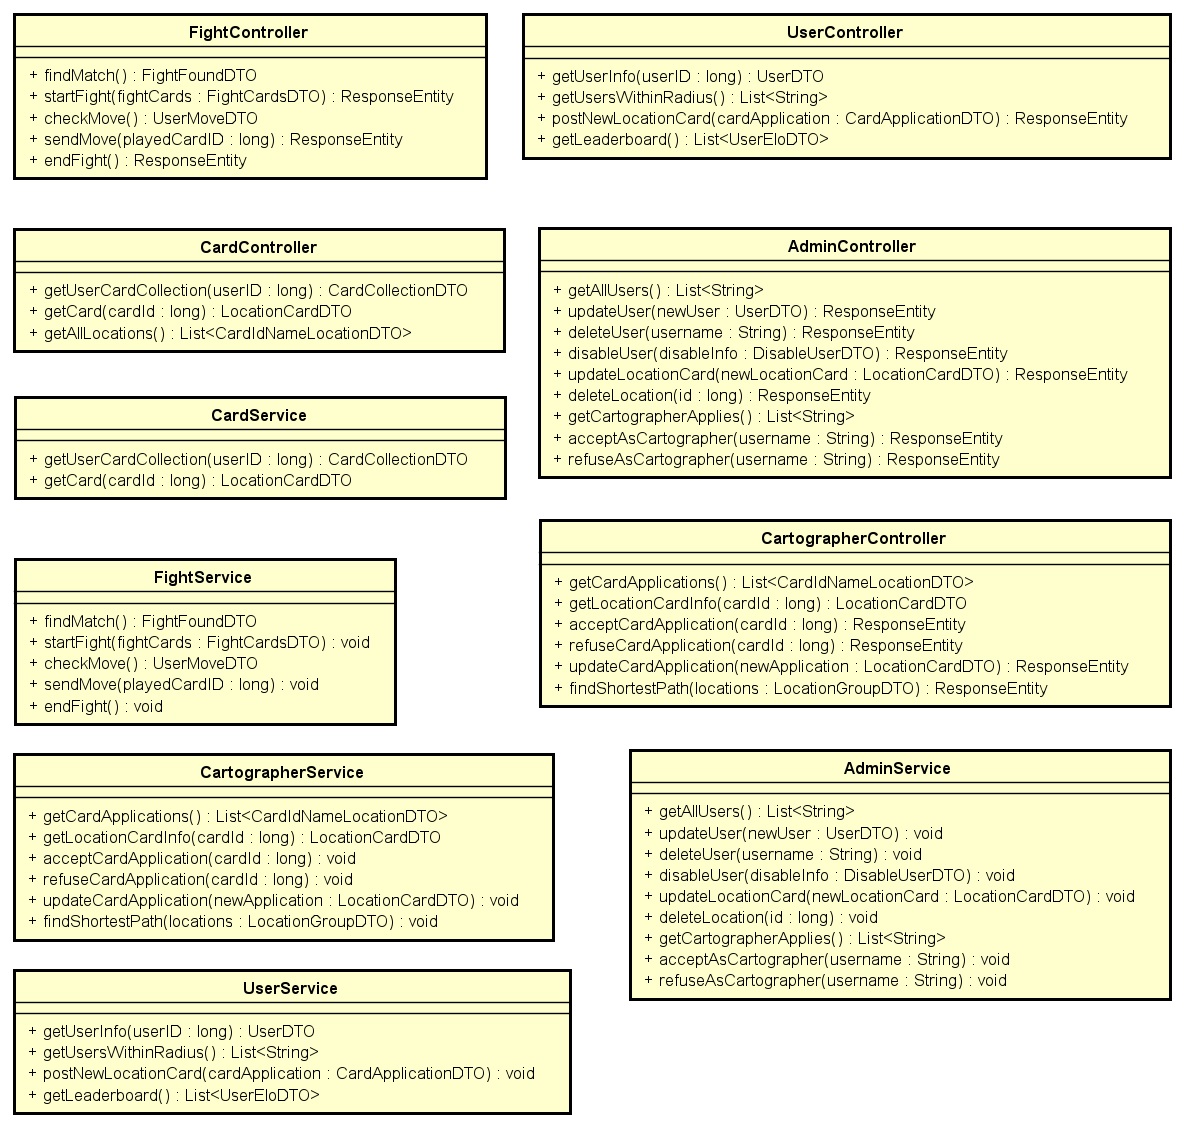 FightController
+ findMatch() : FightFoundDTO
+ startFight(fightCards : FightCardsDTO) : ResponseEntity
+ checkMove() : UserMoveDTO
+ sendMove(playedCardID : long) : ResponseEntity
+ endFight() : ResponseEntity
UserController
+ getUserInfo(userID : long) : UserDTO
+ getUsersWithinRadius() : List<String>
+ postNewLocationCard(cardApplication : CardApplicationDTO) : ResponseEntity
+ getLeaderboard() : List<UserEloDTO>
CardController
+ getUserCardCollection(userID : long) : CardCollectionDTO
+ getCard(cardId : long) : LocationCardDTO
+ getAllLocations() : List<CardIdNameLocationDTO>
AdminController
+ getAllUsers() : List<String>
+ updateUser(newUser : UserDTO) : ResponseEntity
+ deleteUser(username : String) : ResponseEntity
+ disableUser(disableInfo : DisableUserDTO) : ResponseEntity
+ updateLocationCard(newLocationCard : LocationCardDTO) : ResponseEntity
+ deleteLocation(id : long) : ResponseEntity
+ getCartographerApplies() : List<String>
+ acceptAsCartographer(username : String) : ResponseEntity
+ refuseAsCartographer(username : String) : ResponseEntity
CardService
+ getUserCardCollection(userID : long) : CardCollectionDTO
+ getCard(cardId : long) : LocationCardDTO
CartographerController
+ getCardApplications() : List<CardIdNameLocationDTO>
+ getLocationCardInfo(cardId : long) : LocationCardDTO
+ acceptCardApplication(cardId : long) : ResponseEntity
+ refuseCardApplication(cardId : long) : ResponseEntity
+ updateCardApplication(newApplication : LocationCardDTO) : ResponseEntity
+ findShortestPath(locations : LocationGroupDTO) : ResponseEntity
FightService
+ findMatch() : FightFoundDTO
+ startFight(fightCards : FightCardsDTO) : void
+ checkMove() : UserMoveDTO
+ sendMove(playedCardID : long) : void
+ endFight() : void
CartographerService
+ getCardApplications() : List<CardIdNameLocationDTO>
+ getLocationCardInfo(cardId : long) : LocationCardDTO
+ acceptCardApplication(cardId : long) : void
+ refuseCardApplication(cardId : long) : void
+ updateCardApplication(newApplication : LocationCardDTO) : void
+ findShortestPath(locations : LocationGroupDTO) : void
AdminService
+ getAllUsers() : List<String>
+ updateUser(newUser : UserDTO) : void
+ deleteUser(username : String) : void
+ disableUser(disableInfo : DisableUserDTO) : void
+ updateLocationCard(newLocationCard : LocationCardDTO) : void
+ deleteLocation(id : long) : void
+ getCartographerApplies() : List<String>
+ acceptAsCartographer(username : String) : void
+ refuseAsCartographer(username : String) : void
UserService
+ getUserInfo(userID : long) : UserDTO
+ getUsersWithinRadius() : List<String>
+ postNewLocationCard(cardApplication : CardApplicationDTO) : void
+ getLeaderboard() : List<UserEloDTO>